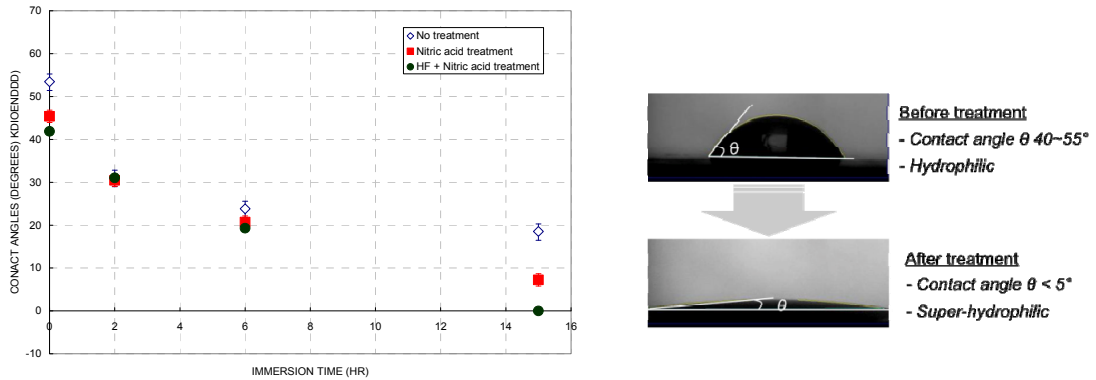 70
60
50
40
30
20
10
0
-10
0
2
4
6
8
10
12
14
16
CONACT ANGLES (DEGREES) KDIOENDDD)
IMMERSION TIME (HR)
No treatment
Nitric acid treatment
HF + Nitric acid treatment
θ
Before treatment
- Contact angle θ 40~55°
- Hydrophilic
θ
After treatment
- Contact angle θ < 5°
- Super-hydrophilic